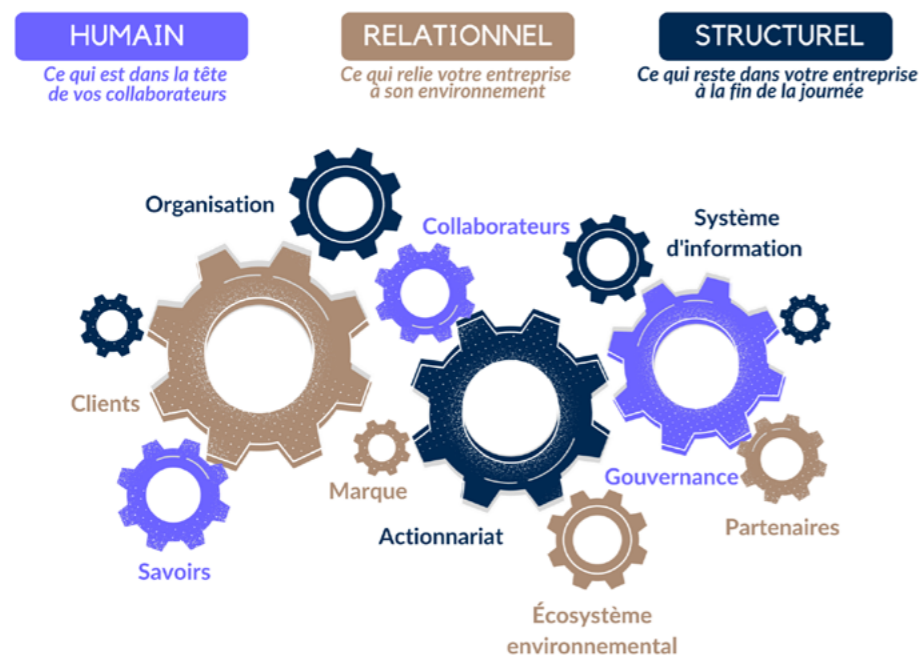 HUMAIN
Ce qui est dans la tête
de vos collaborateurs
RELATIONNEL
Ce qui relie votre entreprise
à son environnement
STRUCTUREL
Ce qui reste dans votre entreprise
à la fin de la journée
Organisation
Collaborateurs
Système
d'information
Clients
Marque
Gouvernance
Partenaires
Actionnariat
Savoirs
Écosystème
environnemental